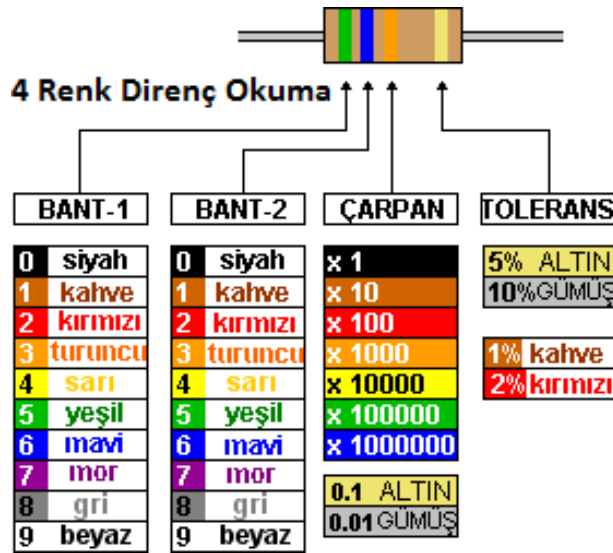 4 Renk Direnç Okuma
BANT-1 BANT-2 ÇARPAN TOLERANS
0 siyah 0 siyah x 1 5% ALTIN
1 kahve 1 kahve x 10 10% GÜMÜŞ
2 kırmızı 2 kırmızı x 100
3 turuncu 3 turuncu x 1000 1% kahve
4 sarı 4 sarı x 10000 2% kırmızı
5 yeşil 5 yeşil x 100000
6 mavi 6 mavi x 1000000
7 mor 7 mor
8 gri 8 gri 0.1 ALTIN
9 beyaz 9 beyaz 0.01 GÜMÜŞ